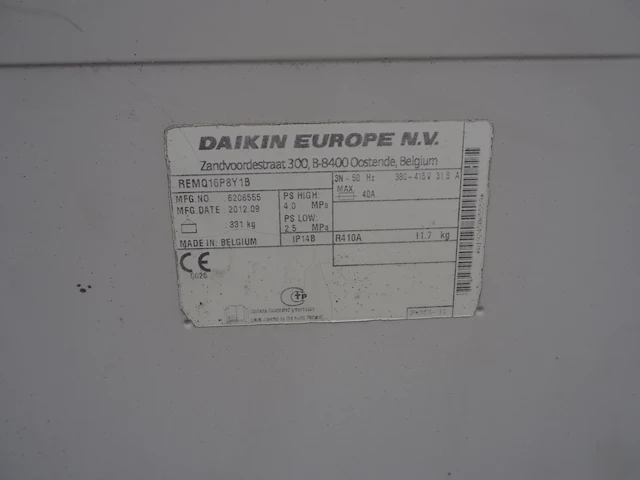 DAIKIN EUROPE N.V.
Zandvoordestraat 300, B-8400 Oostende, Belgium
REMQ16P8Y1B
3N~50 Hz 380-415V 31.5 A
MFG.NO. 6206555
PS HIGH:
MAX.
40A
MFG.DATE 2012.09
4.0 MPa
: 331 kg
PS LOW:
2.5 MPa
MADE IN: BELGIUM
IP14B
R410A 11.7 kg
CE
0026